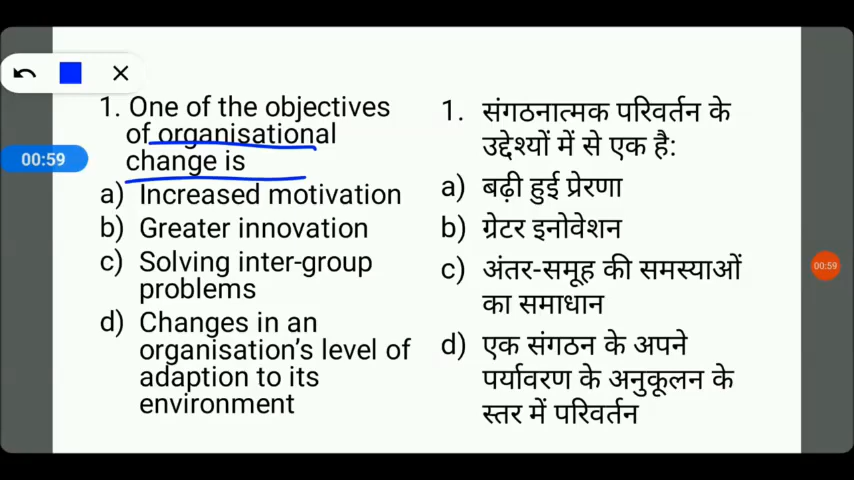 1. One of the objectives
of organisational
change is
a) Increased motivation
b) Greater innovation
c) Solving inter-group
problems
d) Changes in an
organisation's level of
adaption to its
environment
1. संगठनात्मक परिवर्तन के
उद्देश्यों में से एक है:
a) बढ़ी हुई प्रेरणा
b) ग्रेटर इनोवेशन
c) अंतर-समूह की समस्याओं
का समाधान
d) एक संगठन के अपने
पर्यावरण के अनुकूलन के
स्तर में परिवर्तन
00:59
00:59